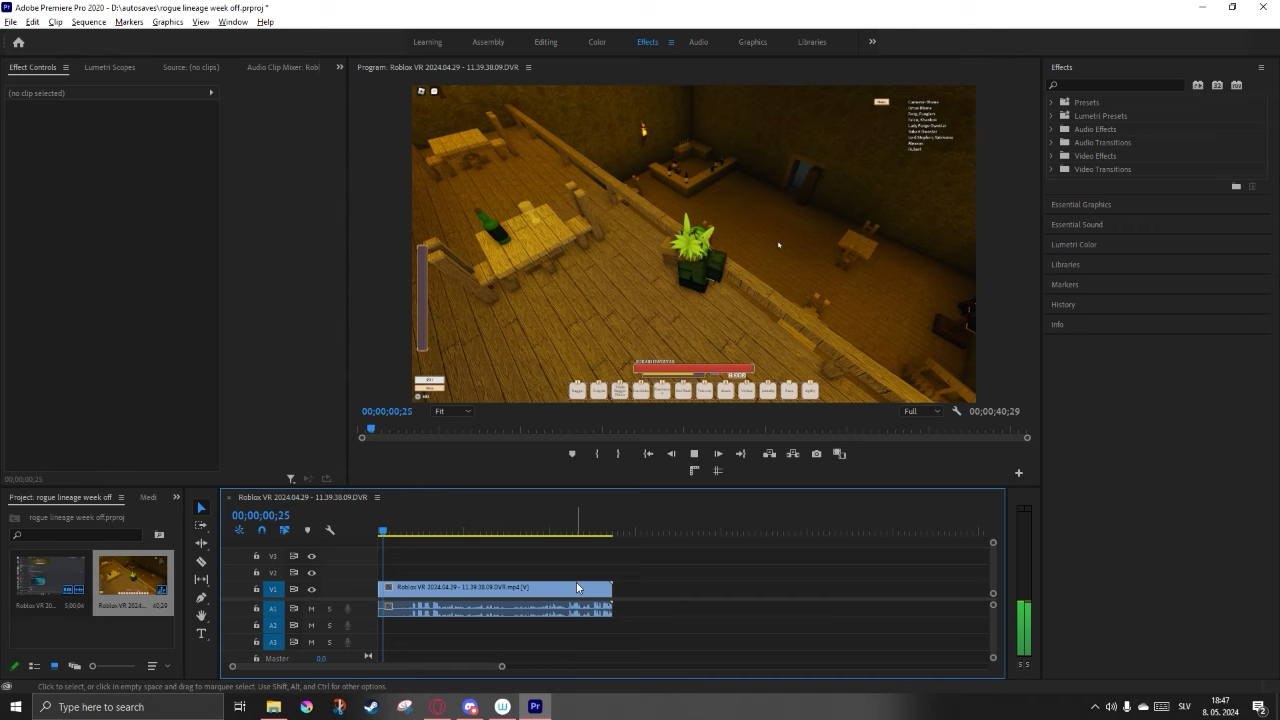 Adobe Premiere Pro 2020 - D:\autosaves\rogue lineage week off.prproj *
File Edit Clip Sequence Markers Graphics View Window Help
Learning Assembly Editing Color Effects Audio Graphics Libraries
Effect Controls Lumetri Scopes Source: (no clips) Audio Clip Mixer: Robl
Program: Roblox VR 2024.04.29 - 11.39.38.09.DVR
Effects
(no clip selected)
Presets
Lumetri Presets
Audio Effects
Audio Transitions
Video Effects
Video Transitions
Essential Graphics
Essential Sound
Lumetri Color
Libraries
Markers
History
Info
00;00;00;25 Fit Full 00;00;40;29
00;00;00;25
Project: rogue lineage week off Medi
Roblox VR 2024.04.29 - 11.39.38.09.DVR
rogue lineage week off.prproj
00;00;00;25
V3
V2
V1 Roblox VR 2024.04.29 - 11.39.38.09.DVR.mp4 [V]
A1 M S
A2 M S
A3 M S
Master 0,0
Roblox VR 20... 5;00;04 Roblox VR 2024... 40;29
S S
Click to select, or click in empty space and drag to marquee select. Use Shift, Alt, and Ctrl for other options.
Type here to search
SLV
18:47
8. 05. 2024